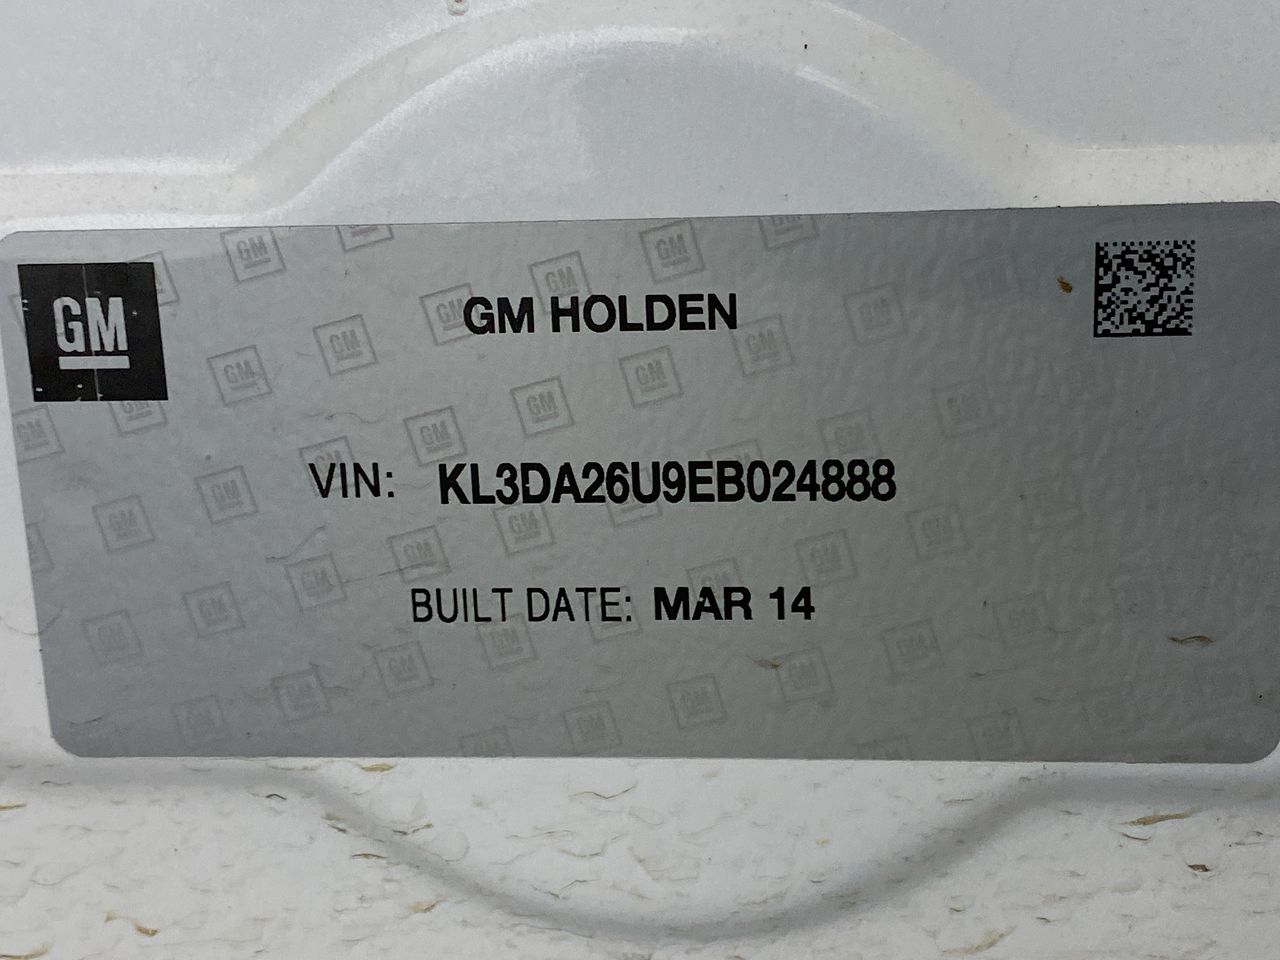 GM
GM HOLDEN
VIN: KL3DA26U9EB024888
BUILT DATE: MAR 14